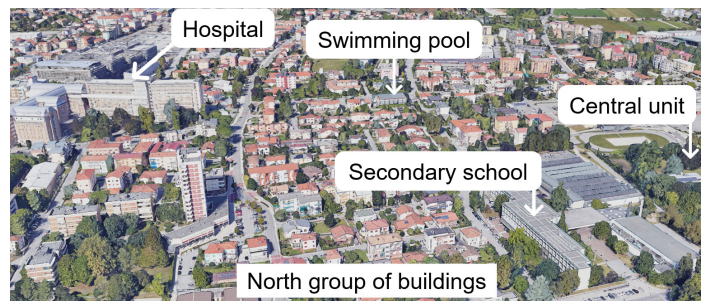 Hospital
Swimming pool
Central unit
Secondary school
North group of buildings